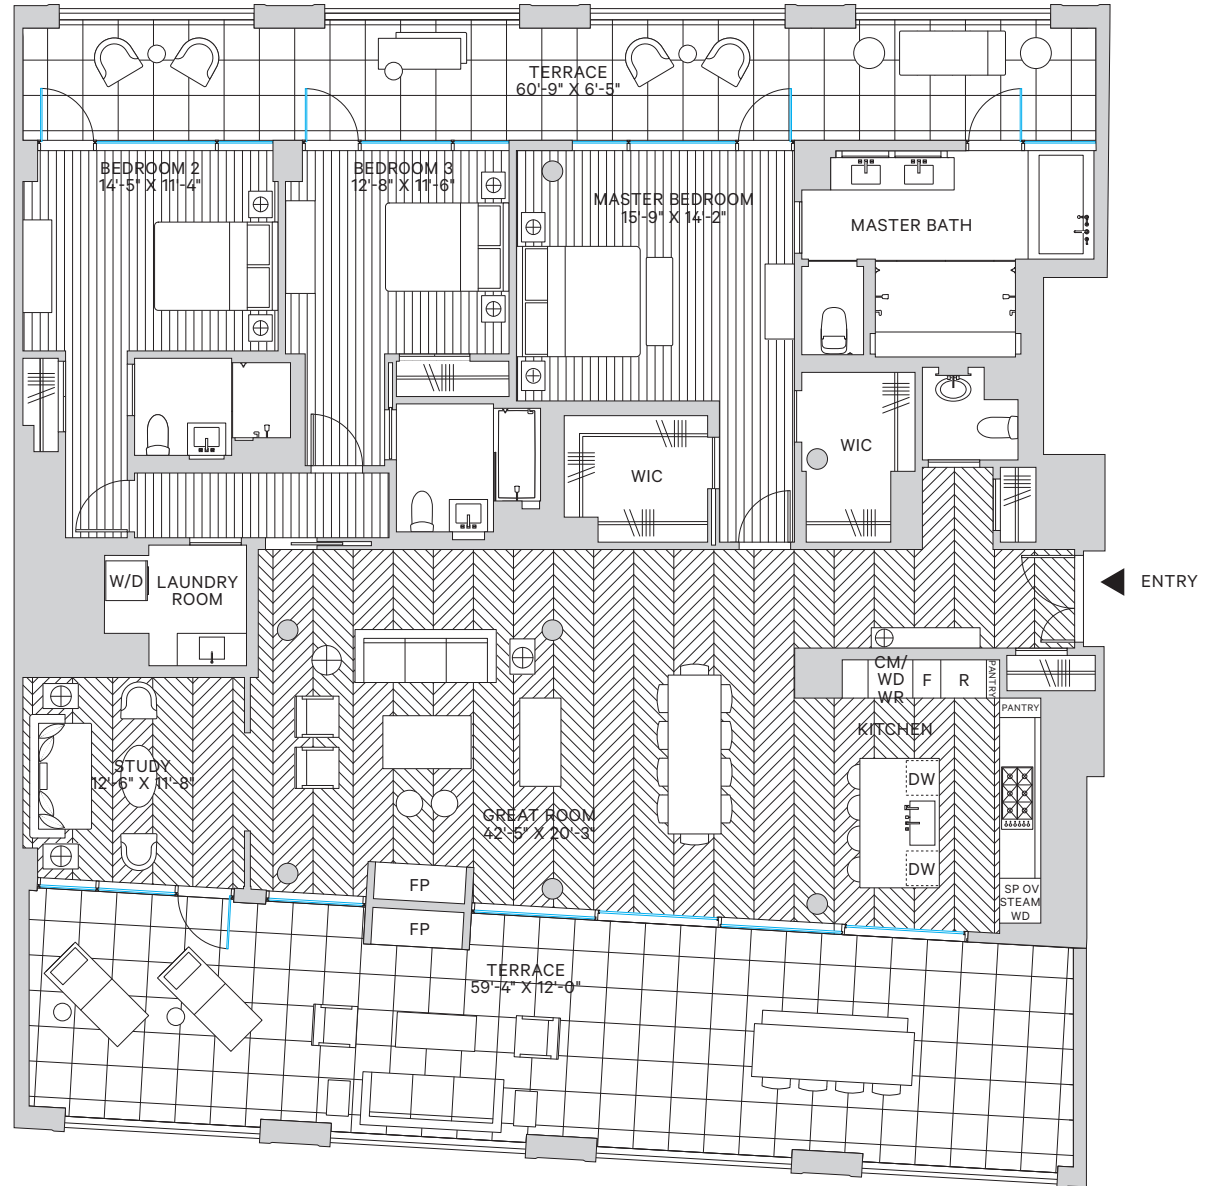 TERRACE
60'-9" X 6'-5"
BEDROOM 2
14'-5" X 11'-4"
BEDROOM 3
12'-8" X 11'-6"
MASTER BEDROOM
15'-9" X 14'-2"
MASTER BATH
WIC
WIC
W/D
LAUNDRY
ROOM
ENTRY
CM/
WD
WR
F
R
PANTRY
PANTRY
KITCHEN
STUDY
12'-6" X 11'-8"
DW
GREAT ROOM
42'-5" X 20'-3"
DW
FP
FP
SP OV
STEAM
WD
TERRACE
59'-4" X 12'-0"